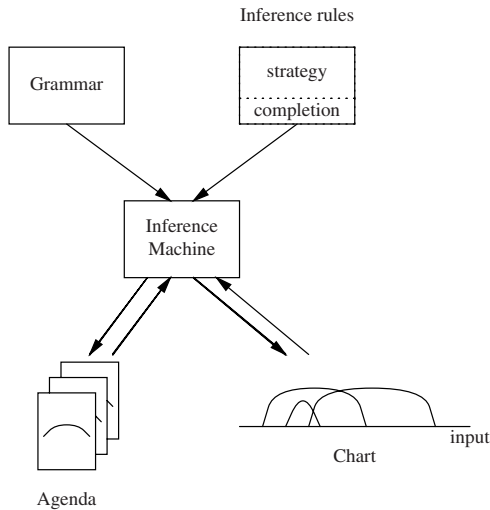 Inference rules
Grammar
strategy
completion
Inference
Machine
input
Chart
Agenda